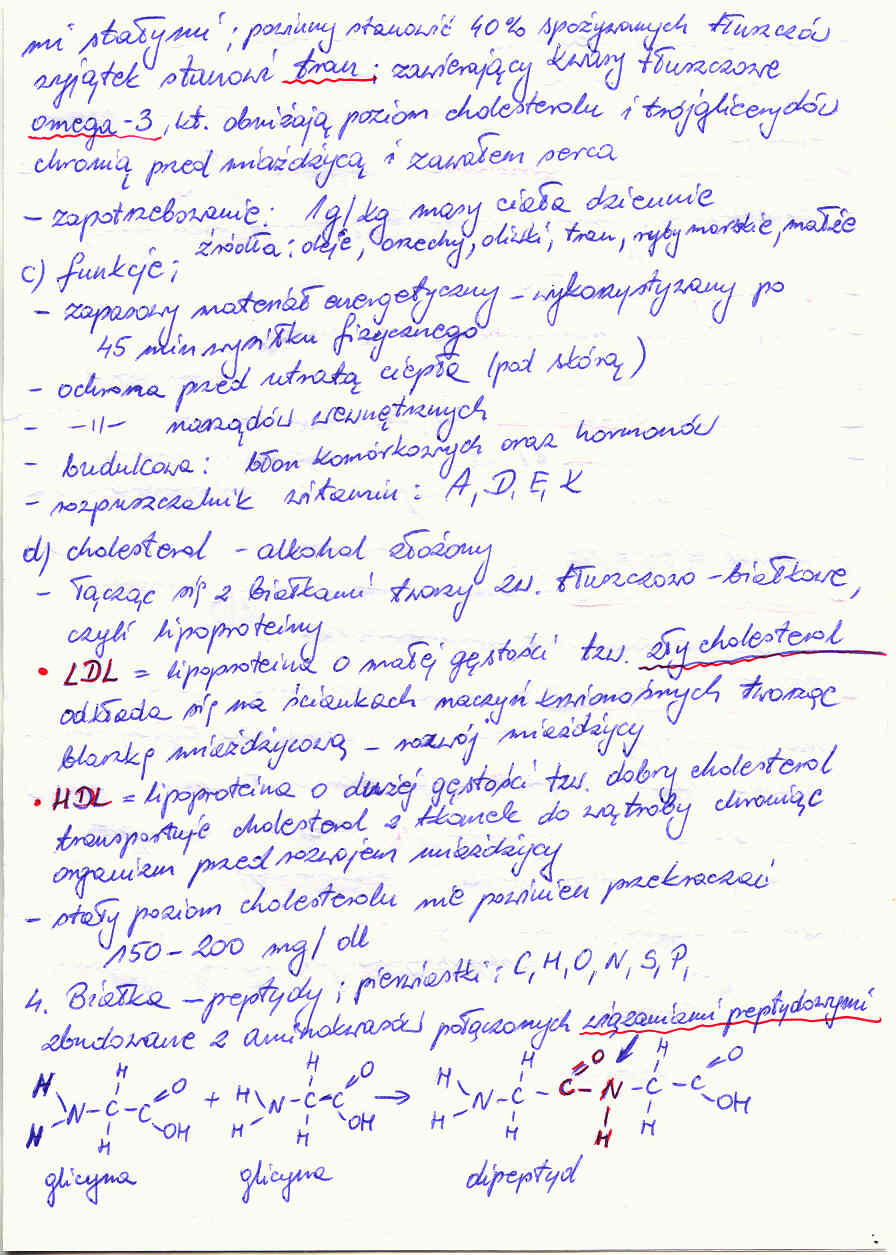 mi stałymi; powinny stanowić 40% spożywanych tłuszczów
wyjątek stanowi tran; zawierający kwasy tłuszczowe
omega-3, kt. obniżają poziom cholesterolu i trójglicerydów
chronią przed miażdżycą i zawałem serca
- zapotrzebowanie: 1g/kg masy ciała dziennie
źródła: oleje, orzechy, oliwki, tran, ryby morskie, małże
c) funkcje;
- zapasowy materiał energetyczny - wykorzystywany po
45 min wysiłku fizycznego
- ochrona przed utratą ciepła (pod skórą)
- -||- narządów wewnętrznych
- budulcowa: błon komórkowych oraz hormonów
- rozpuszczalnik witamin: A, D, E, K
d) cholesterol - alkohol złożony
- łącząc się z białkami tworzy zw. tłuszczowo-białkowe,
czyli lipoproteiny
• LDL = lipoproteina o małej gęstości tzw. zły cholesterol
odkłada się na ściankach naczyń krwionośnych tworząc
blaszkę miażdżycową - rozwój miażdżycy
• HDL = lipoproteina o dużej gęstości tzw. dobry cholesterol
transportuje cholesterol z tkanek do wątroby chroniąc
organizm przed rozwojem miażdżycy
- stały poziom cholesterolu nie powinien przekraczać
150-200 mg/dl
4. Białka - peptydy; pierwiastki: C, H, O, N, S, P,
zbudowane z aminokwasów połączonych wiązaniami peptydowymi
H H O H H O H H O H O
N - C - C + N - C - C → N - C - C - N - C - C
H H OH H H OH H H H H OH
glicyna glicyna dipeptyd